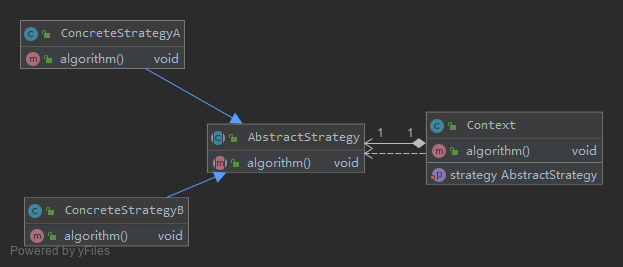 ConcreteStrategyA
algorithm() void
AbstractStrategy
algorithm() void
1 1
Context
algorithm() void
strategy AbstractStrategy
ConcreteStrategyB
algorithm() void
Powered by yFiles